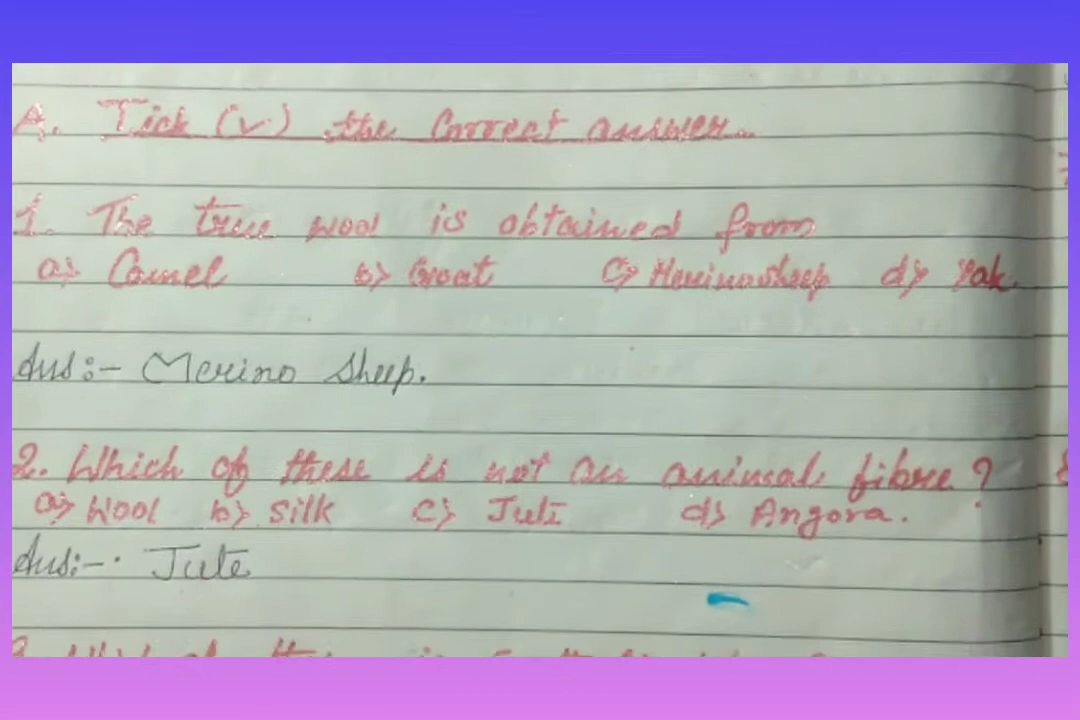 A. Tick (✓) the Correct answer.
1. The true wool is obtained from
a) Camel b) Goat c) Merino sheep d) Yak
Ans:- Merino Sheep.
2. Which of these is not an animal fibre?
a) Wool b) Silk c) Jute d) Angora.
Ans:- Jute